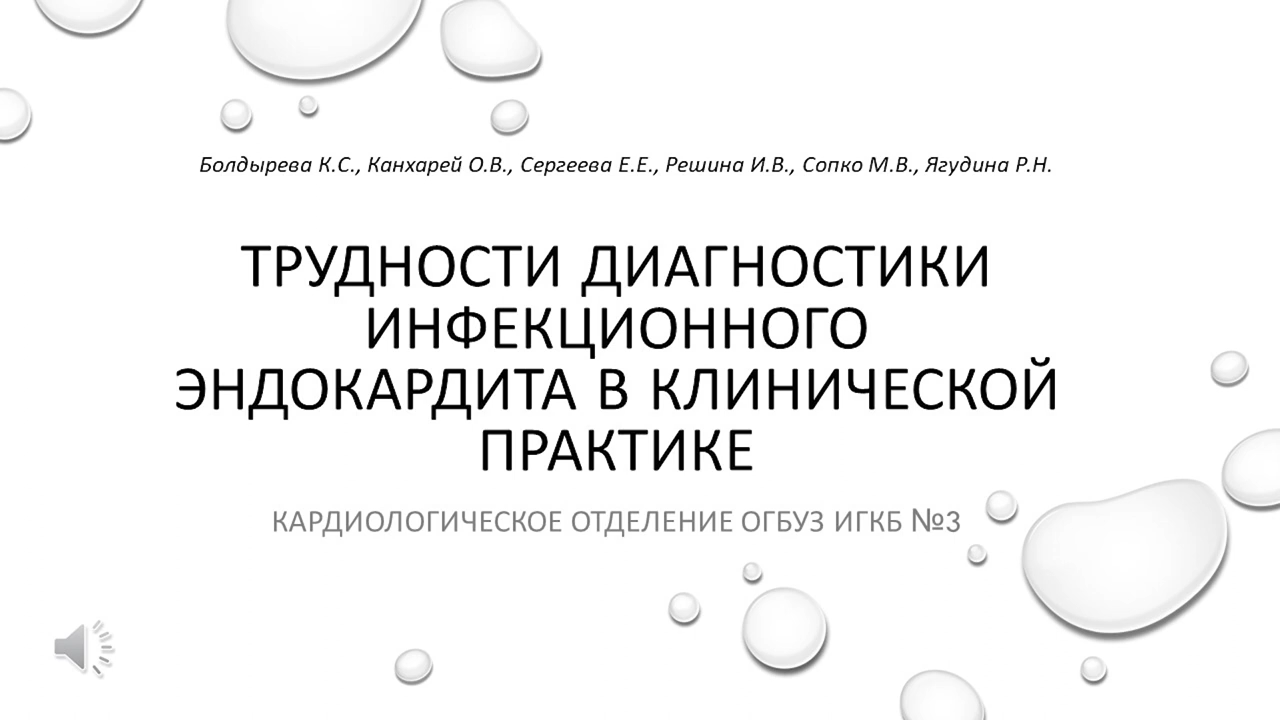 Болдырева К.С., Канхарей О.В., Сергеева Е.Е., Решина И.В., Сопко М.В., Ягудина Р.Н.
ТРУДНОСТИ ДИАГНОСТИКИ
ИНФЕКЦИОННОГО
ЭНДОКАРДИТА В КЛИНИЧЕСКОЙ
ПРАКТИКЕ
КАРДИОЛОГИЧЕСКОЕ ОТДЕЛЕНИЕ ОГБУЗ ИГКБ №3